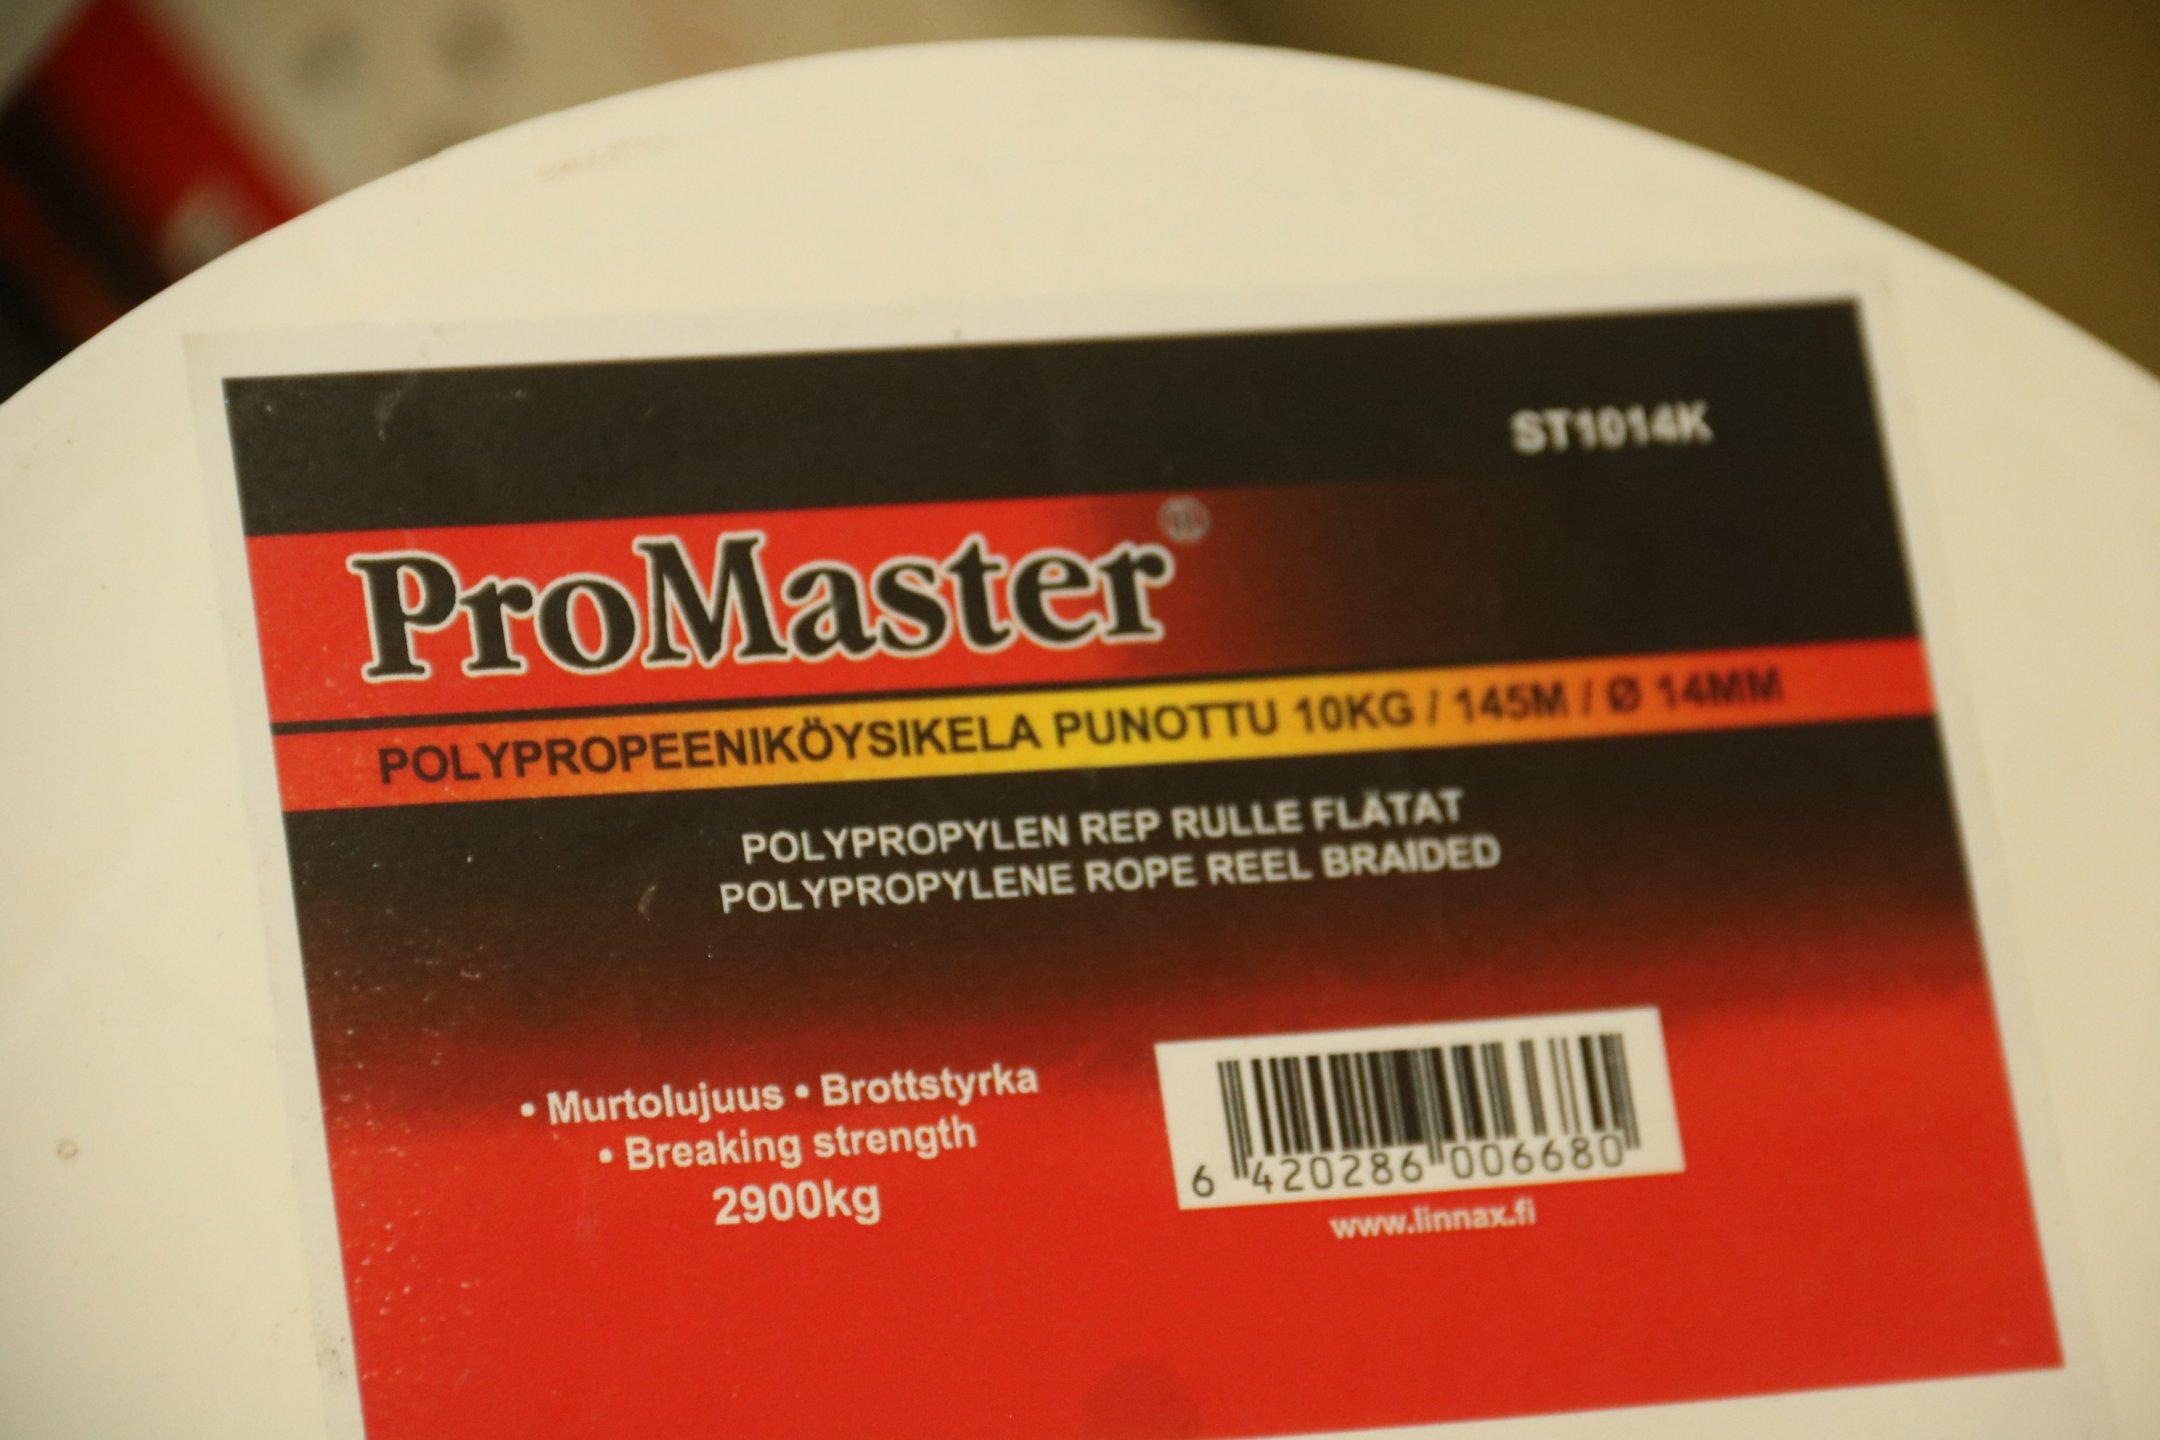 ST1014K
ProMaster®
POLYPROPEENIKÖYSIKELA PUNOTTU 10KG / 145M / Ø 14MM
POLYPROPYLEN REP RULLE FLÄTAT
POLYPROPYLENE ROPE REEL BRAIDED
• Murtolujuus • Brottstyrka
• Breaking strength
2900kg
6 420286 006680
www.linnax.fi